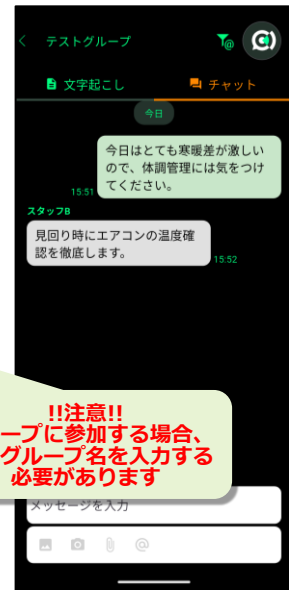 テストグループ
@
文字起こし
チャット
今日
今日はとても寒暖差が激しい
ので、体調管理には気をつけ
てください。
15:51
スタッフB
見回り時にエアコンの温度確
認を徹底します。
15:52
!!注意!!
ープに参加する場合、
グループ名を入力する
必要があります
メッセージを入力
@